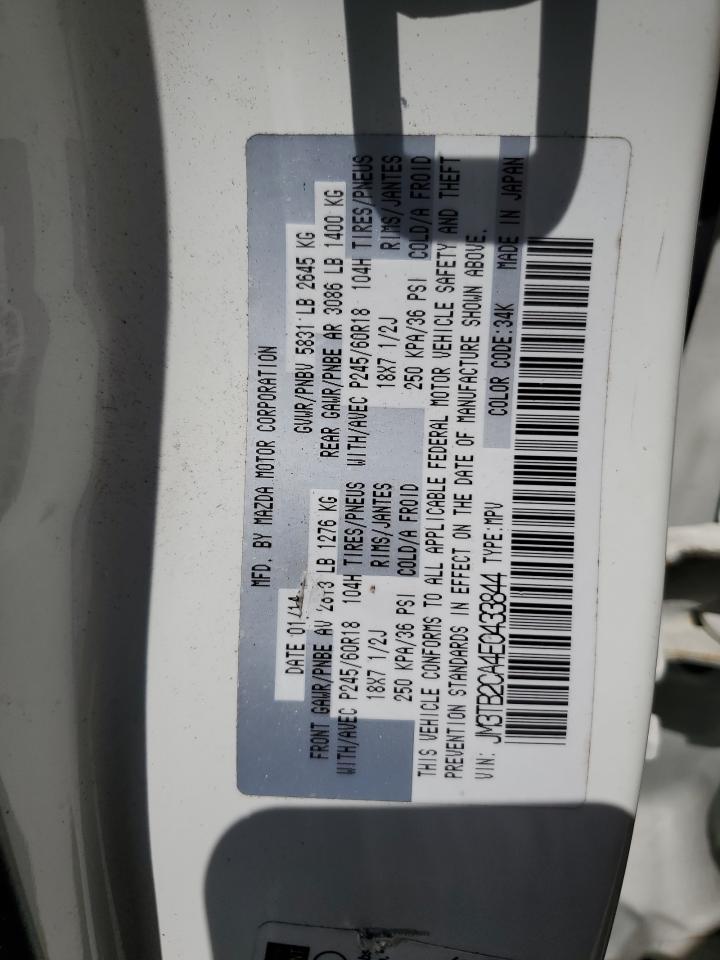 MFD. BY MAZDA MOTOR CORPORATION
DATE 01/14 GVWR/PNBV 5831 LB 2645 KG
FRONT GAWR/PNBE AV 2813 LB 1276 KG REAR GAWR/PNBE AR 3086 LB 1400 KG
WITH/AVEC P245/60R18 104H TIRES/PNEUS WITH/AVEC P245/60R18 104H TIRES/PNEUS
18X7 1/2J RIMS/JANTES 18X7 1/2J RIMS/JANTES
250 KPA/36 PSI COLD/A FROID 250 KPA/36 PSI COLD/A FROID
THIS VEHICLE CONFORMS TO ALL APPLICABLE FEDERAL MOTOR VEHICLE SAFETY AND THEFT
PREVENTION STANDARDS IN EFFECT ON THE DATE OF MANUFACTURE SHOWN ABOVE.
VIN: JM3TB2CA4E0433844 TYPE:MPV COLOR CODE:34K MADE IN JAPAN